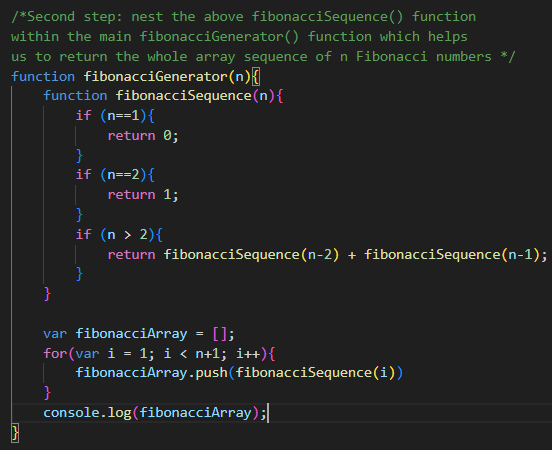 /*Second step: nest the above fibonacciSequence() function
within the main fibonacciGenerator() function which helps
us to return the whole array sequence of n Fibonacci numbers */
function fibonacciGenerator(n){
    function fibonacciSequence(n){
        if (n==1){
            return 0;
        }
        if (n==2){
            return 1;
        }
        if (n > 2){
            return fibonacciSequence(n-2) + fibonacciSequence(n-1);
        }
    }

    var fibonacciArray = [];
    for(var i = 1; i < n+1; i++){
        fibonacciArray.push(fibonacciSequence(i))
    }
    console.log(fibonacciArray);
}